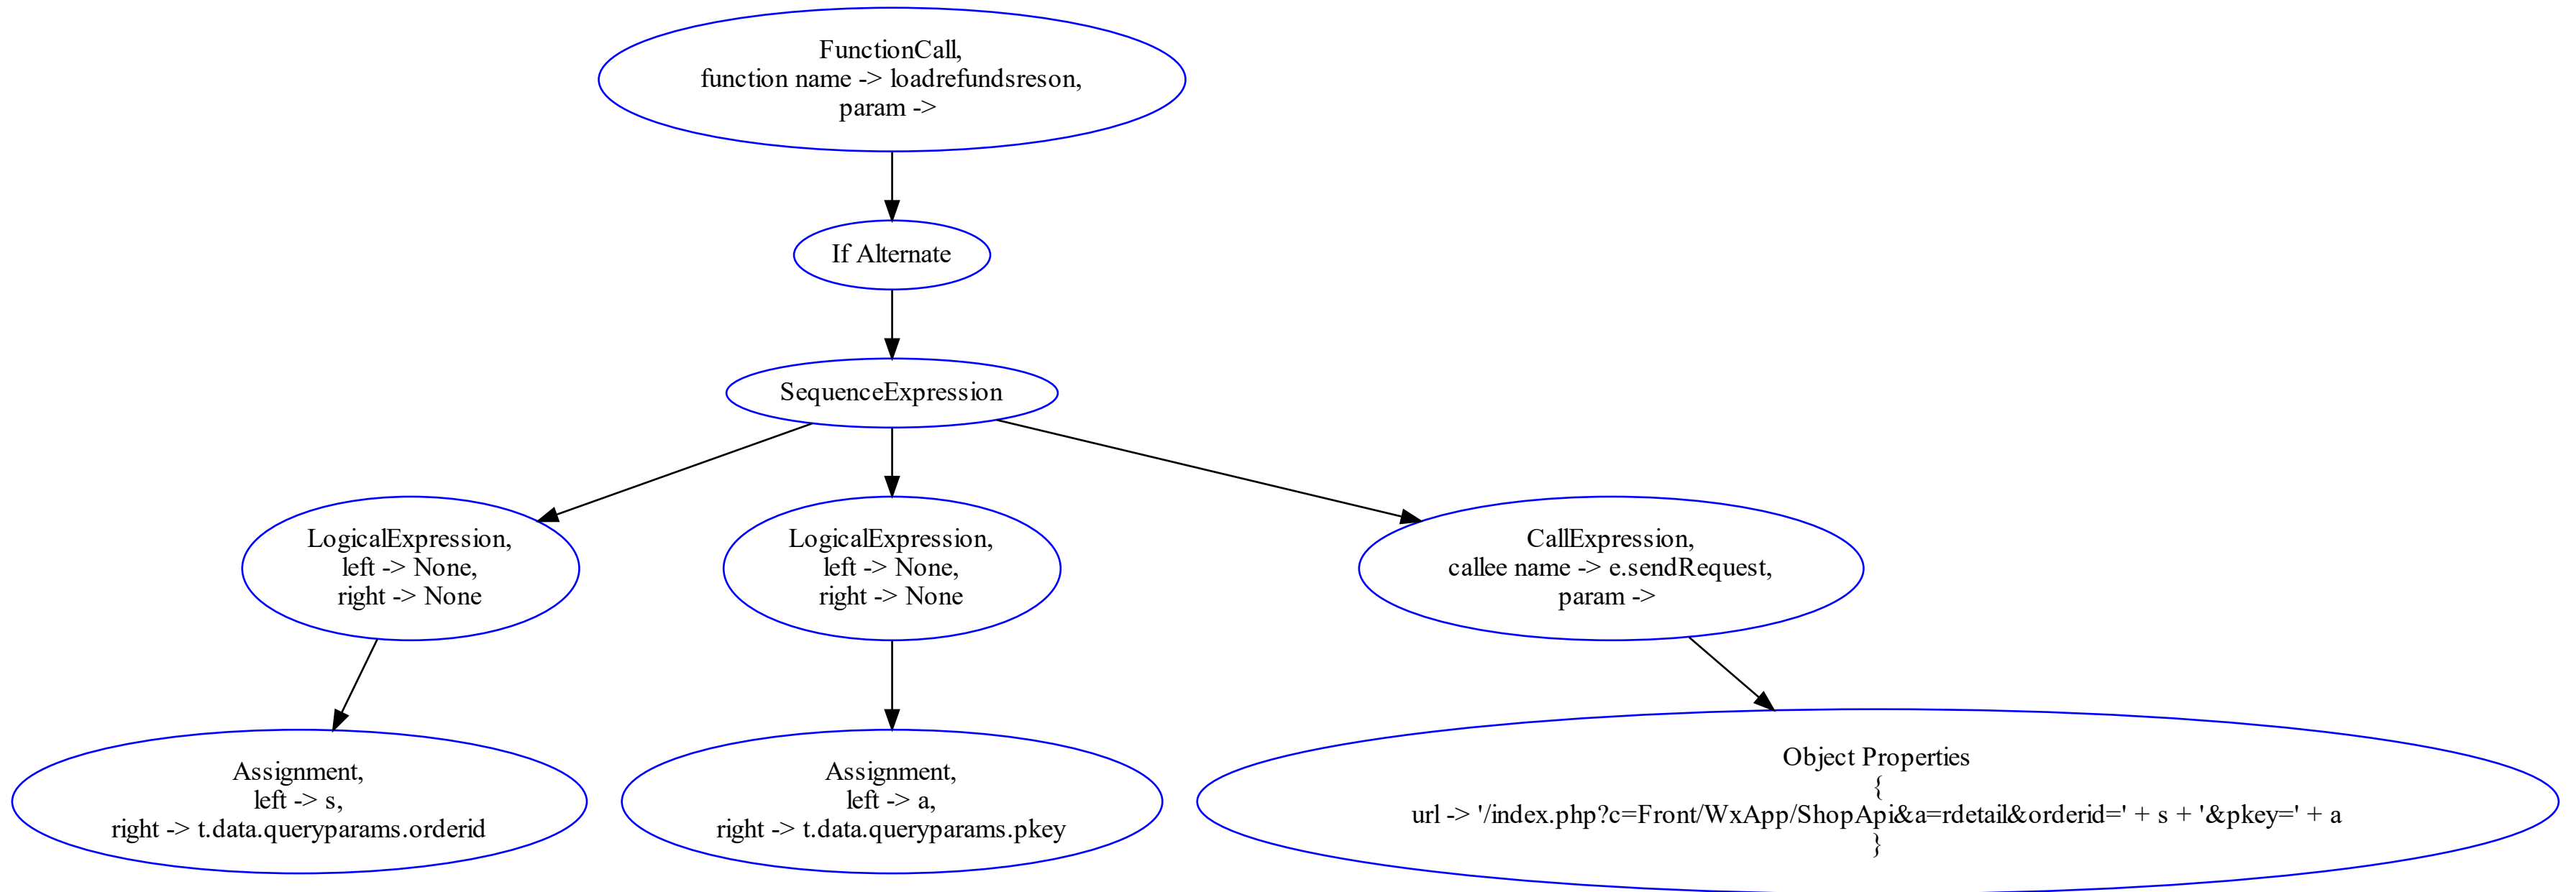 FunctionCall,
function name -> loadrefundsreson,
param ->
If Alternate
SequenceExpression
LogicalExpression,
left -> None,
right -> None
LogicalExpression,
left -> None,
right -> None
CallExpression,
callee name -> e.sendRequest,
param ->
Assignment,
left -> s,
right -> t.data.queryparams.orderid
Assignment,
left -> a,
right -> t.data.queryparams.pkey
Object Properties
{
url -> '/index.php?c=Front/WxApp/ShopApi&a=rdetail&orderid=' + s + '&pkey=' + a
}